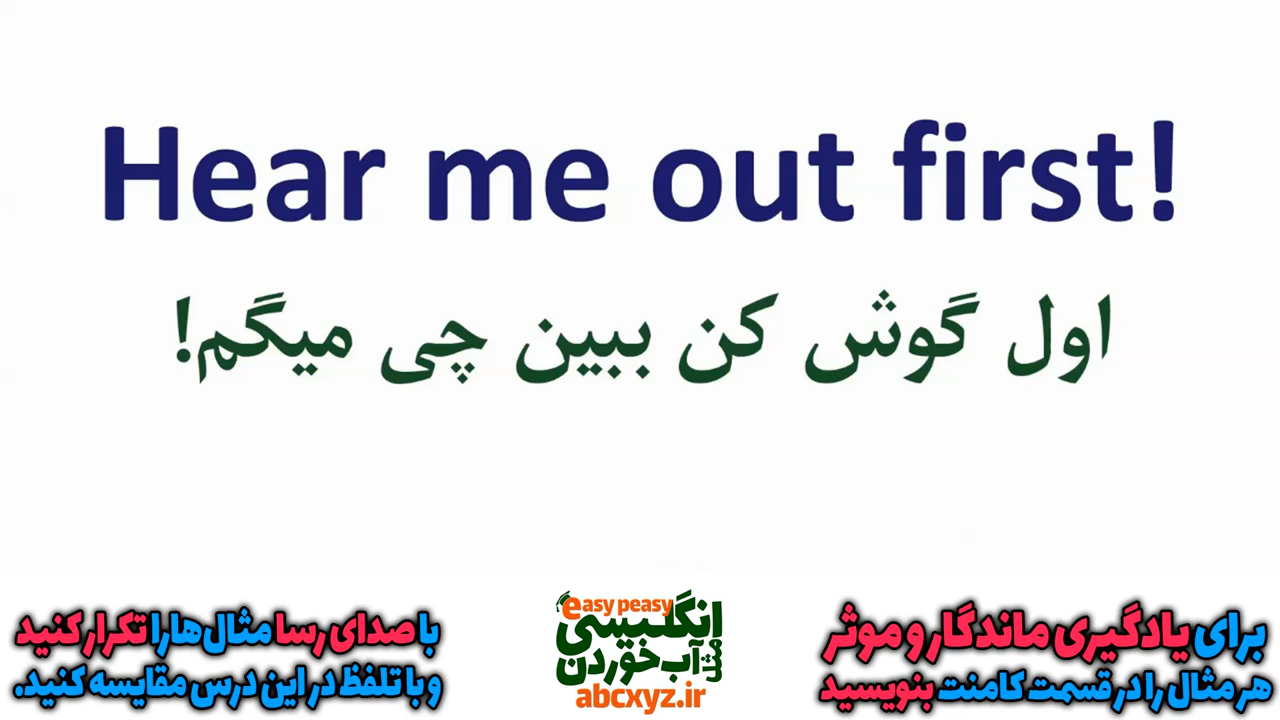 Hear me out first!
اول گوش کن ببین چی میگم!
برای یادگیری ماندگار و موثر
هر مثال را در قسمت کامنت بنویسید
easy peasy
انگلیسی
مثل آب خوردن
abcxyz.ir
با صدای رسا مثال‌ها را تکرار کنید
و با تلفظ در این درس مقایسه کنید.